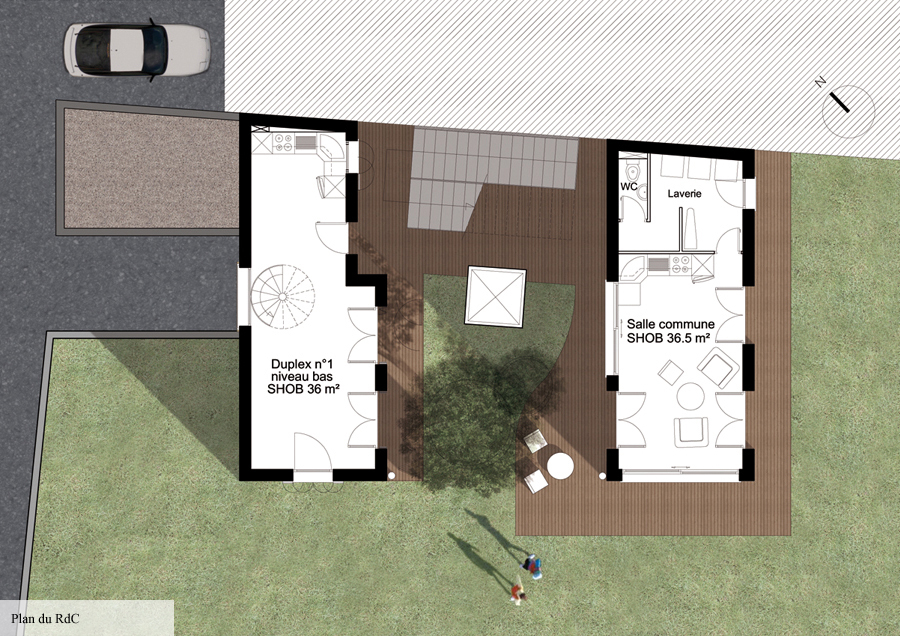 N
WC
Laverie
Salle commune
SHOB 36.5 m²
Duplex n°1
niveau bas
SHOB 36 m²
Plan du RdC